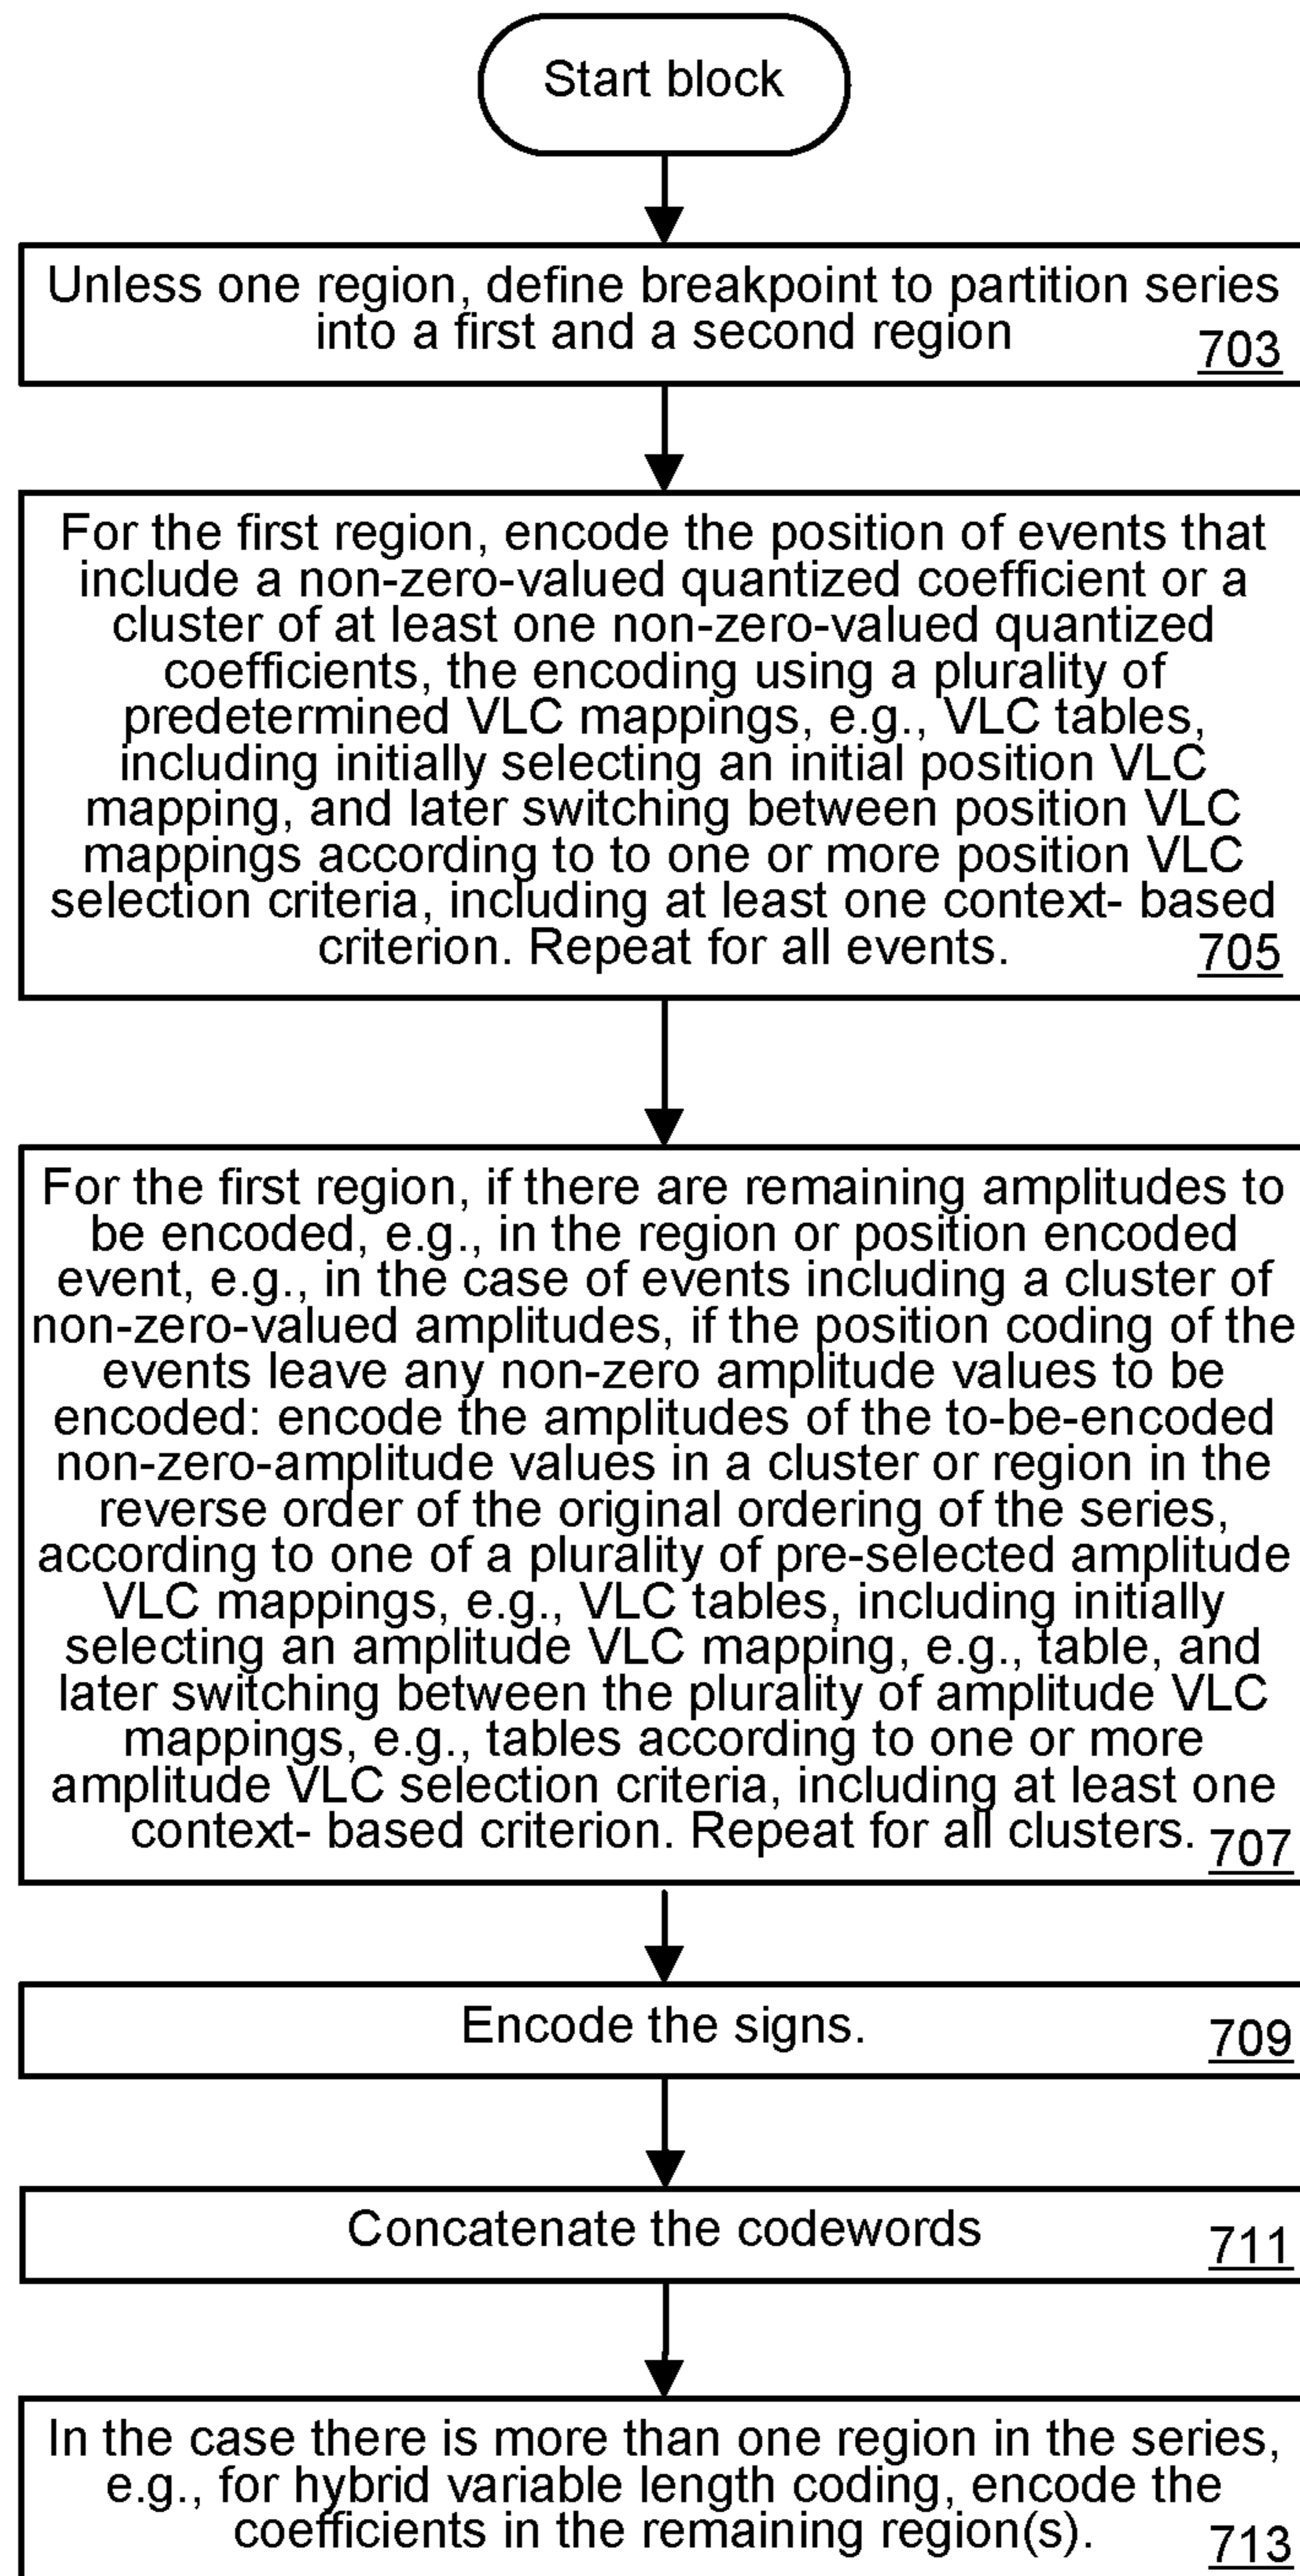 Start block
Unless one region, define breakpoint to partition series
into a first and a second region
703
For the first region, encode the position of events that
include a non-zero-valued quantized coefficient or a
cluster of at least one non-zero-valued quantized
coefficients, the encoding using a plurality of
predetermined VLC mappings, e.g., VLC tables,
including initially selecting an initial position VLC
mapping, and later switching between position VLC
mappings according to to one or more position VLC
selection criteria, including at least one context- based
criterion. Repeat for all events.
705
For the first region, if there are remaining amplitudes to
be encoded, e.g., in the region or position encoded
event, e.g., in the case of events including a cluster of
non-zero-valued amplitudes, if the position coding of the
events leave any non-zero amplitude values to be
encoded: encode the amplitudes of the to-be-encoded
non-zero-amplitude values in a cluster or region in the
reverse order of the original ordering of the series,
according to one of a plurality of pre-selected amplitude
VLC mappings, e.g., VLC tables, including initially
selecting an amplitude VLC mapping, e.g., table, and
later switching between the plurality of amplitude VLC
mappings, e.g., tables according to one or more
amplitude VLC selection criteria, including at least one
context- based criterion. Repeat for all clusters.
707
Encode the signs.
709
Concatenate the codewords
711
In the case there is more than one region in the series,
e.g., for hybrid variable length coding, encode the
coefficients in the remaining region(s).
713